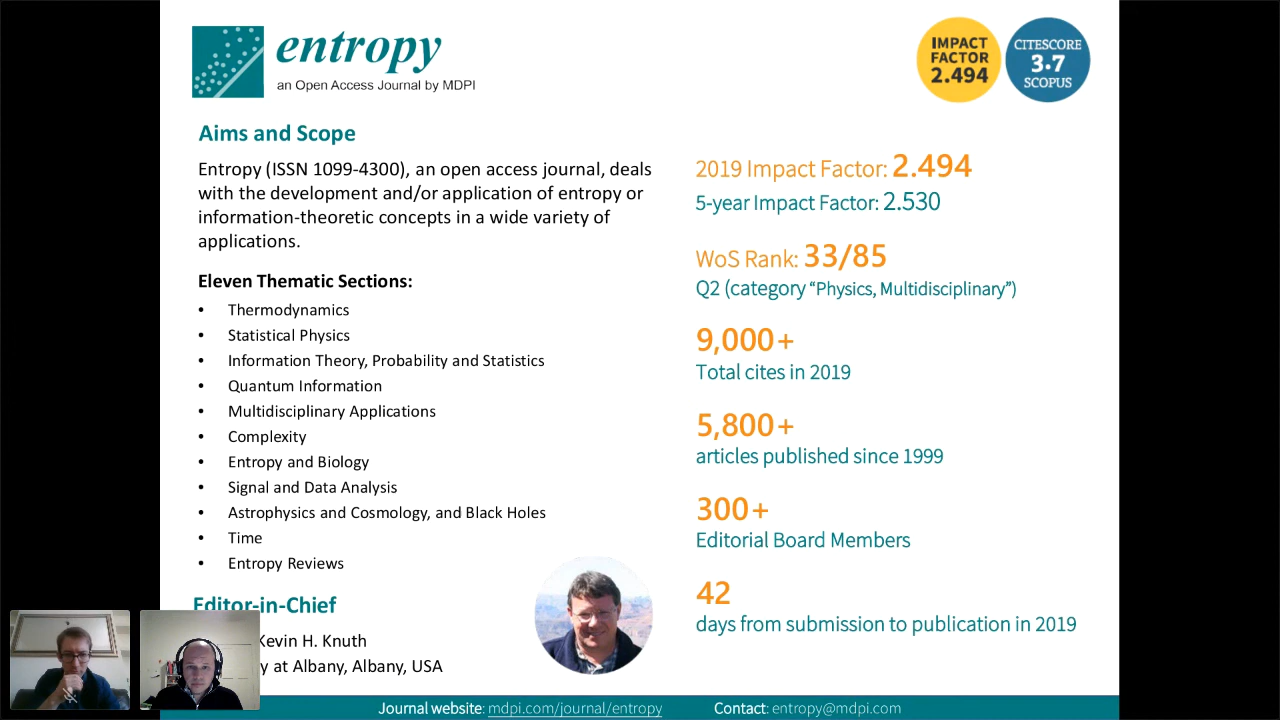 entropy
an Open Access Journal by MDPI
IMPACT
FACTOR
2.494
CITESCORE
3.7
SCOPUS
Aims and Scope
Entropy (ISSN 1099-4300), an open access journal, deals
with the development and/or application of entropy or
information-theoretic concepts in a wide variety of
applications.
Eleven Thematic Sections:
• Thermodynamics
• Statistical Physics
• Information Theory, Probability and Statistics
• Quantum Information
• Multidisciplinary Applications
• Complexity
• Entropy and Biology
• Signal and Data Analysis
• Astrophysics and Cosmology, and Black Holes
• Time
• Entropy Reviews
Editor-in-Chief
Kevin H. Knuth
y at Albany, Albany, USA
2019 Impact Factor: 2.494
5-year Impact Factor: 2.530
WoS Rank: 33/85
Q2 (category “Physics, Multidisciplinary”)
9,000+
Total cites in 2019
5,800+
articles published since 1999
300+
Editorial Board Members
42
days from submission to publication in 2019
Journal website: mdpi.com/journal/entropy
Contact: entropy@mdpi.com